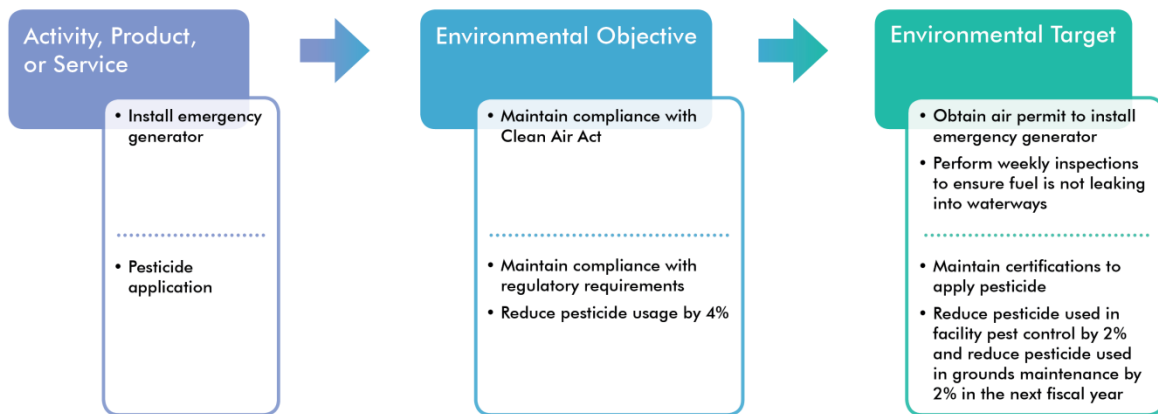 Activity, Product,
or Service
• Install emergency
generator
• Pesticide
application
Environmental Objective
• Maintain compliance with
Clean Air Act
• Maintain compliance with
regulatory requirements
• Reduce pesticide usage by 4%
Environmental Target
• Obtain air permit to install
emergency generator
• Perform weekly inspections
to ensure fuel is not leaking
into waterways
• Maintain certifications to
apply pesticide
• Reduce pesticide used in
facility pest control by 2%
and reduce pesticide used
in grounds maintenance by
2% in the next fiscal year